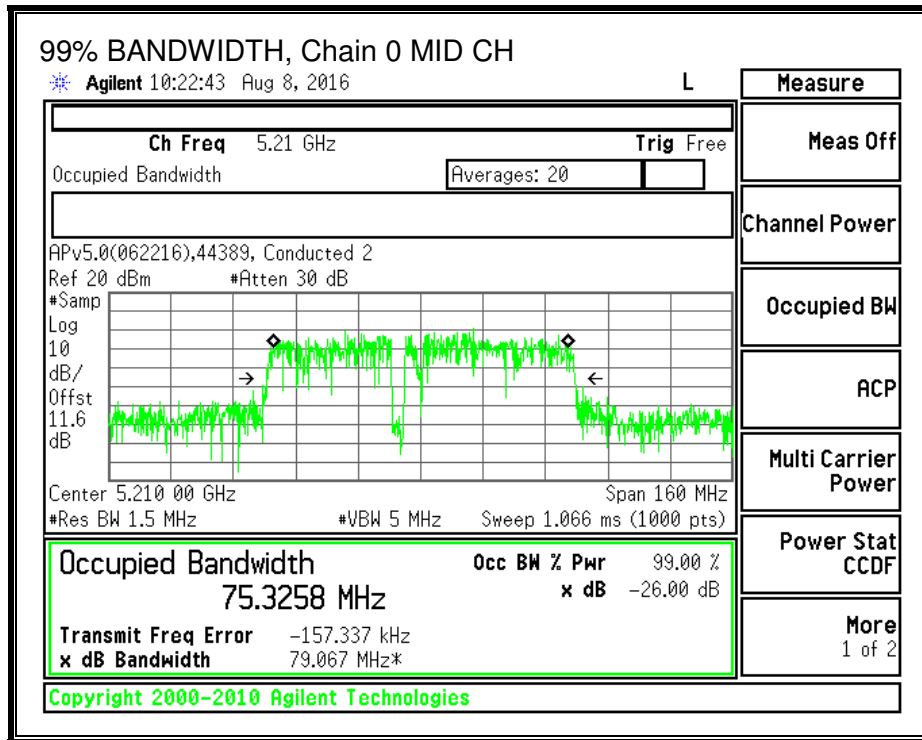 99% BANDWIDTH, Chain 0 MID CH
Agilent 10:22:43 Aug 8, 2016 L
Measure
Ch Freq 5.21 GHz Trig Free
Meas Off
Occupied Bandwidth Averages: 20
Channel Power
APv5.0(062216),44389, Conducted 2
Ref 20 dBm #Atten 30 dB
#Samp
Log
10
dB/
Offst
11.6
dB
Occupied BW
ACP
Center 5.210 00 GHz Span 160 MHz
#Res BW 1.5 MHz #VBW 5 MHz Sweep 1.066 ms (1000 pts)
Multi Carrier
Power
Occupied Bandwidth
75.3258 MHz
Occ BW % Pwr 99.00 %
x dB -26.00 dB
Transmit Freq Error -157.337 kHz
x dB Bandwidth 79.067 MHz*
Power Stat
CCDF
More
1 of 2
Copyright 2000-2010 Agilent Technologies